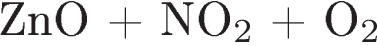 ZnO + NO₂ + O₂